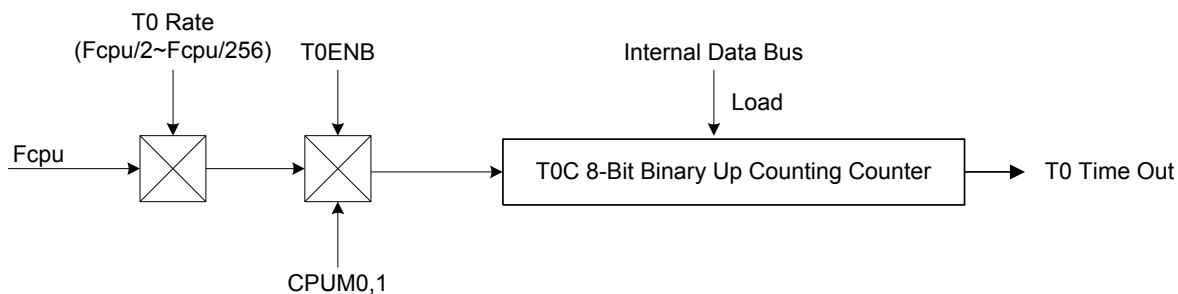 T0 Rate
(Fcpu/2~Fcpu/256)
T0ENB
Internal Data Bus
Load
Fcpu
T0C 8-Bit Binary Up Counting Counter
T0 Time Out
CPUM0,1